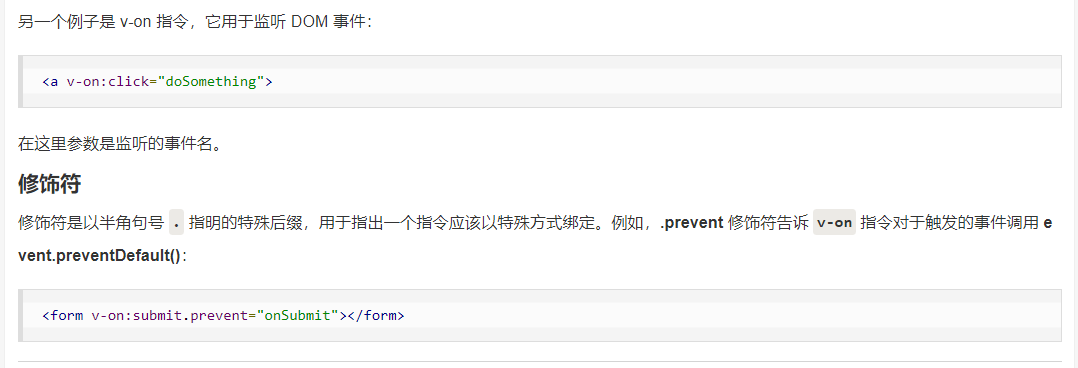 另一个例子是 v-on 指令，它用于监听 DOM 事件：
<a v-on:click="doSomething">
在这里参数是监听的事件名。
修饰符
修饰符是以半角句号 . 指明的特殊后缀，用于指出一个指令应该以特殊方式绑定。例如，.prevent 修饰符告诉 v-on 指令对于触发的事件调用 e
vent.preventDefault()：
<form v-on:submit.prevent="onSubmit"></form>